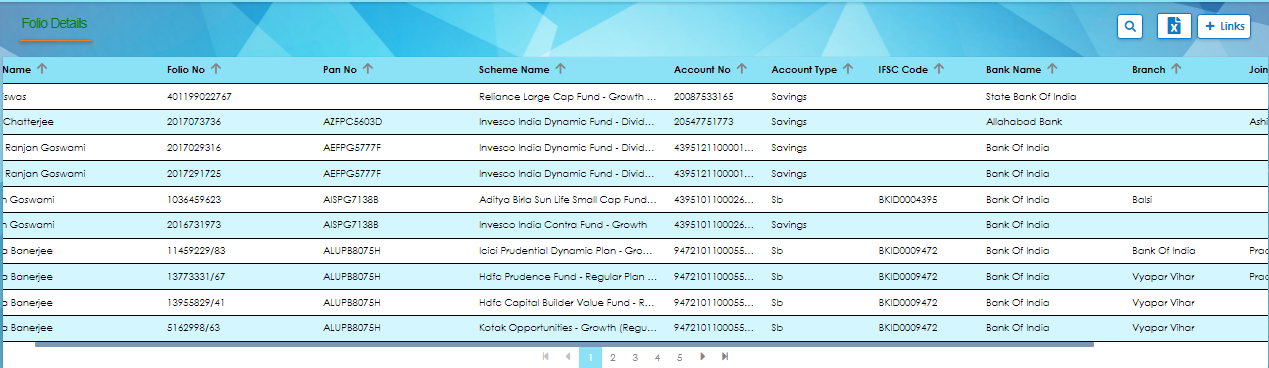 Folio Details
+ Links
Name Folio No Pan No Scheme Name Account No Account Type IFSC Code Bank Name Branch Join
iswas 401199022767 Reliance Large Cap Fund - Growth ... 20087533165 Savings State Bank Of India
Chatterjee 2017073736 AZFPC5603D Invesco India Dynamic Fund - Divid... 20547751773 Savings Allahabad Bank Ashi
Ranjan Goswami 2017029316 AEFPG5777F Invesco India Dynamic Fund - Divid... 4395121100001... Savings Bank Of India
Ranjan Goswami 2017291725 AEFPG5777F Invesco India Dynamic Fund - Divid... 4395121100001... Savings Bank Of India
n Goswami 1036459623 AISPG7138B Aditya Birla Sun Life Small Cap Fund... 4395101100026... Sb BKID0004395 Bank Of India Balsi
n Goswami 2016731973 AISPG7138B Invesco India Contra Fund - Growth 4395101100026... Savings Bank Of India
a Banerjee 11459229/83 ALUPB8075H Icici Prudential Dynamic Plan - Gro... 9472101100055... Sb BKID0009472 Bank Of India Bank Of India Prad
a Banerjee 13773331/67 ALUPB8075H Hdfc Prudence Fund - Regular Plan ... 9472101100055... Sb BKID0009472 Bank Of India Vyapar Vihar Prad
a Banerjee 13955829/41 ALUPB8075H Hdfc Capital Builder Value Fund - R... 9472101100055... Sb BKID0009472 Bank Of India Vyapar Vihar
a Banerjee 5162998/63 ALUPB8075H Kotak Opportunities - Growth (Regu... 9472101100055... Sb BKID0009472 Bank Of India Vyapar Vihar
1 2 3 4 5